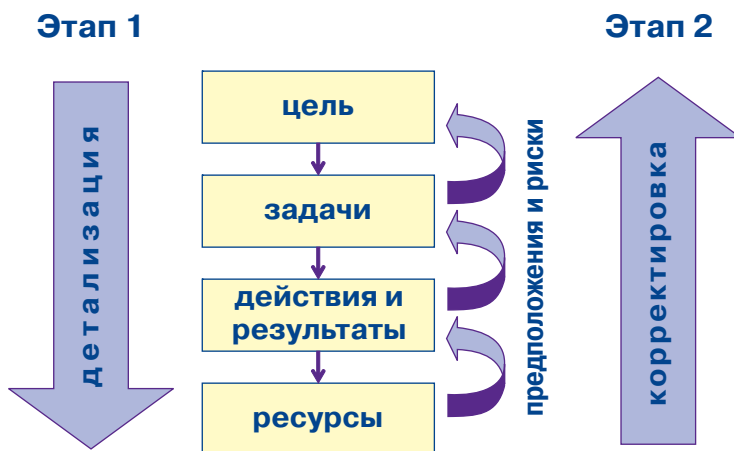 Этап 1
Этап 2
детализация
цель
задачи
действия и
результаты
ресурсы
предположения и риски
корректировка